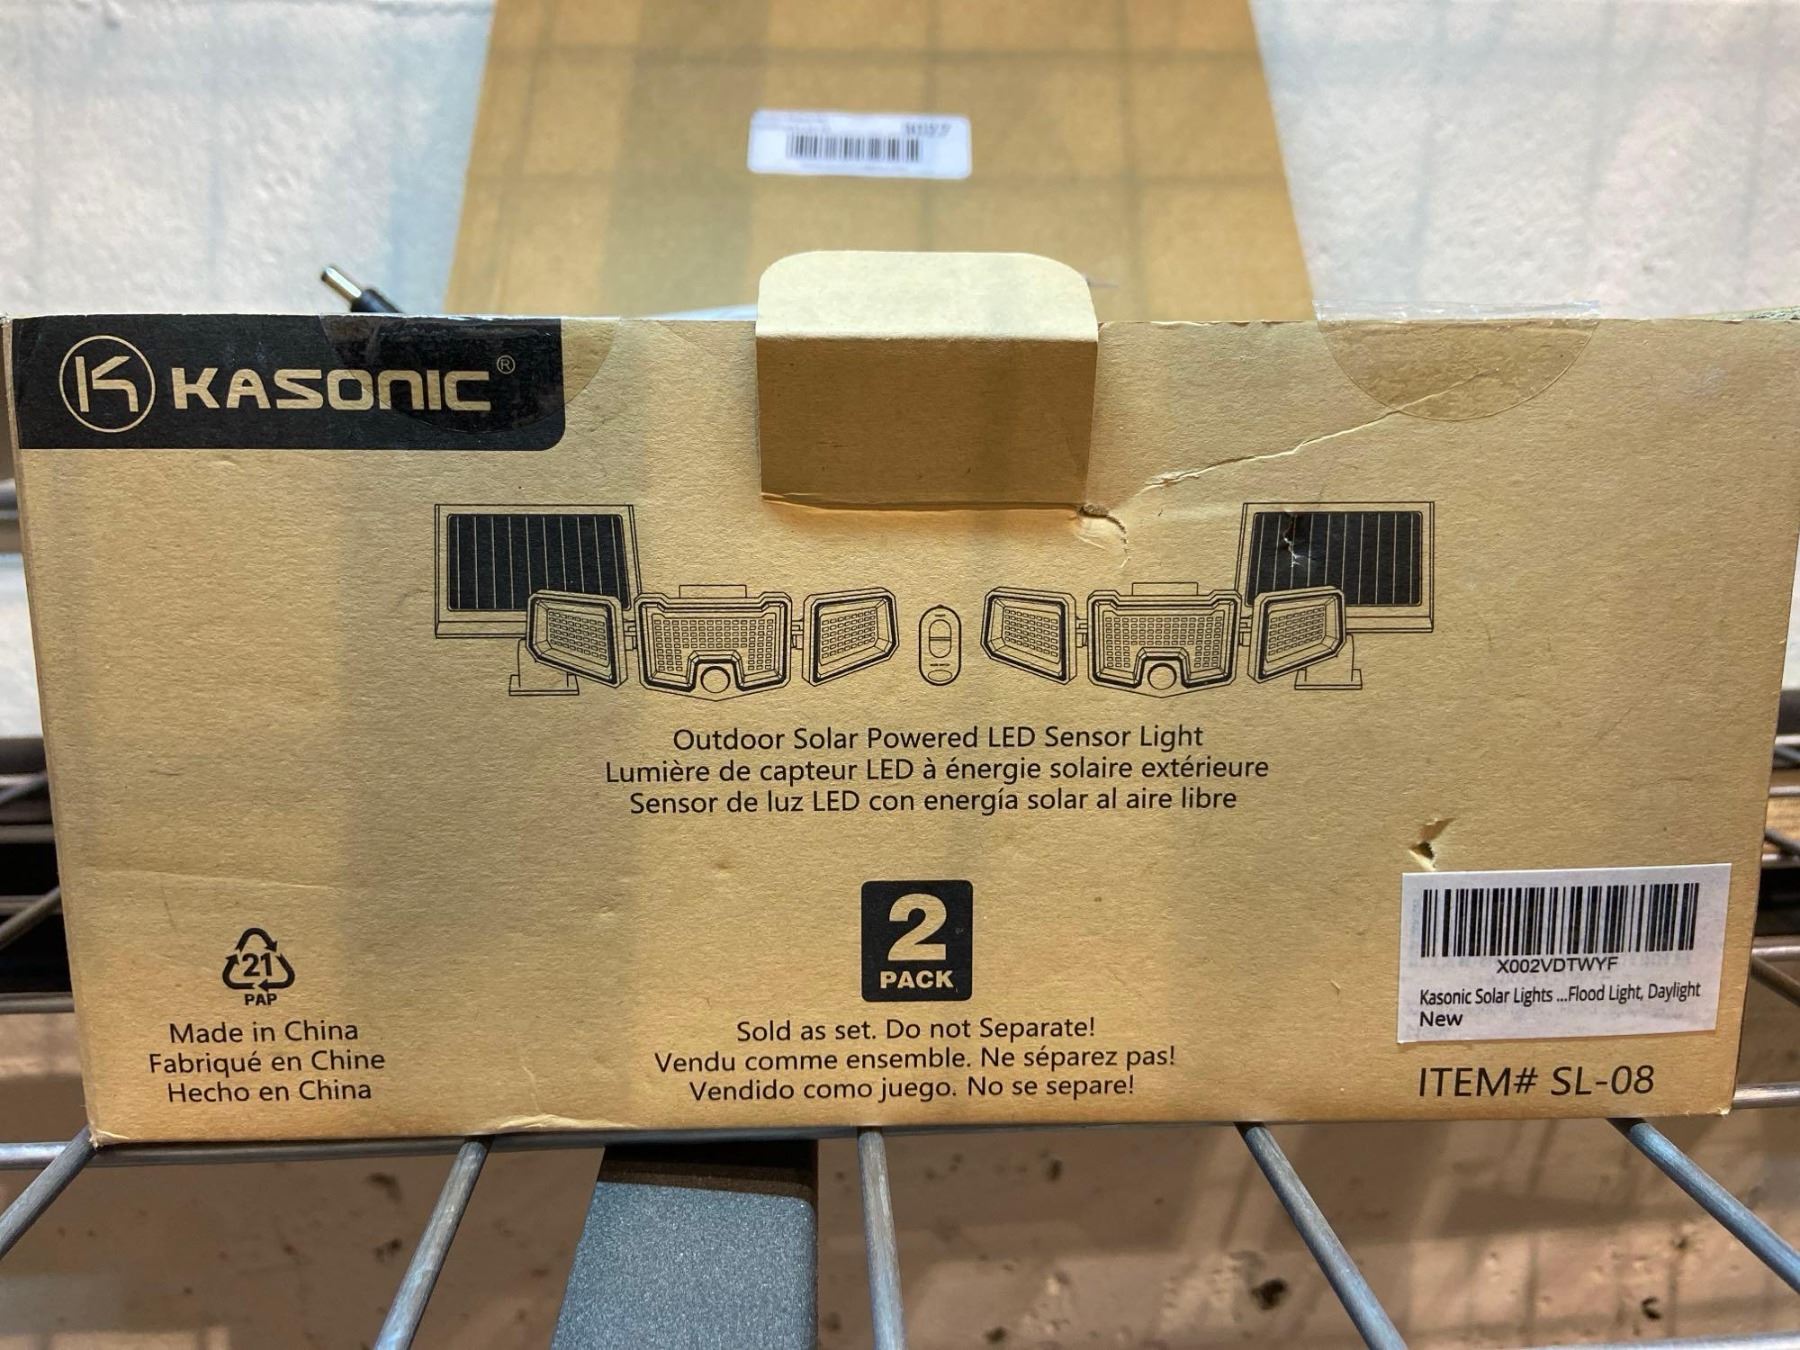 K KASONIC®
Outdoor Solar Powered LED Sensor Light
Lumière de capteur LED à énergie solaire extérieure
Sensor de luz LED con energía solar al aire libre
2
PACK
Sold as set. Do not Separate!
Vendu comme ensemble. Ne séparez pas!
Vendido como juego. No se separe!
21
PAP
Made in China
Fabriqué en Chine
Hecho en China
X002VDTWYF
Kasonic Solar Lights ...Flood Light, Daylight
New
ITEM# SL-08